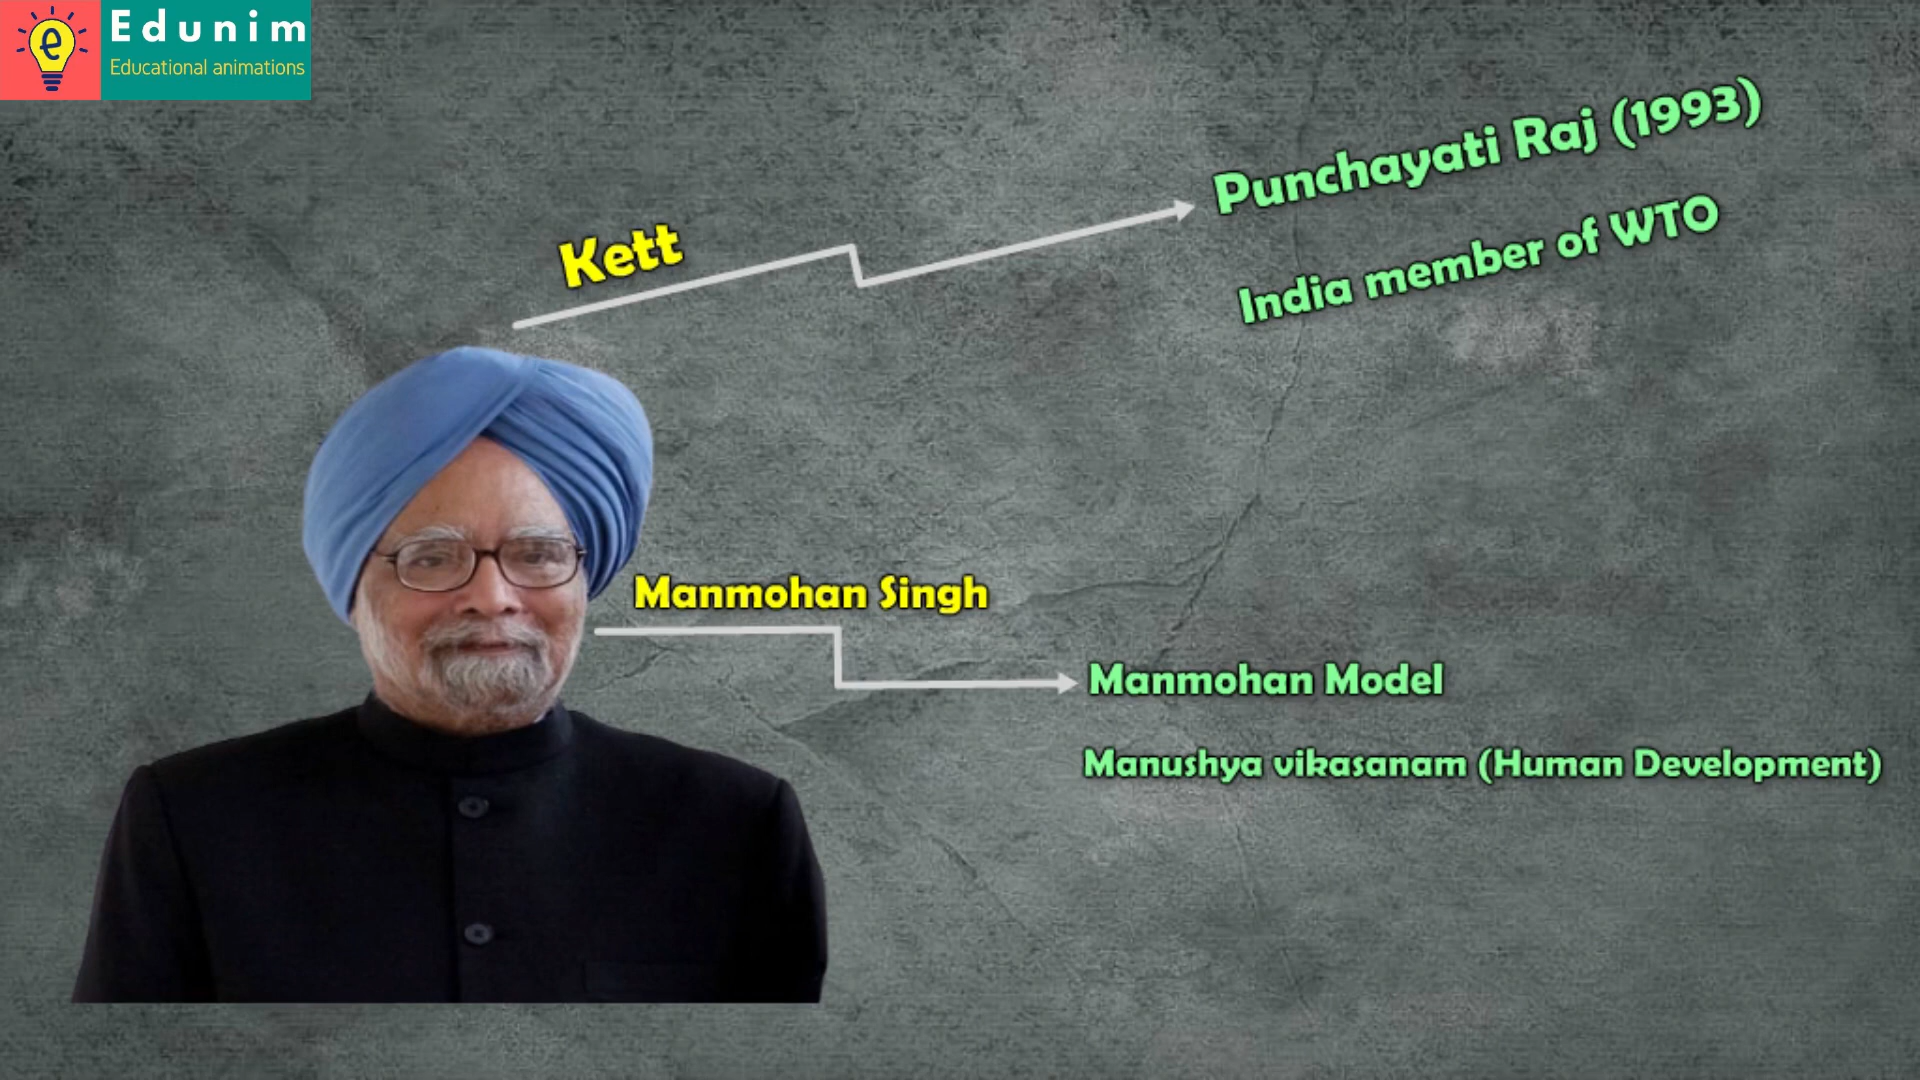 Edunim
Educational animations
Punchayati Raj (1993)
Kett
India member of WTO
Manmohan Singh
Manmohan Model
Manushya vikasanam (Human Development)